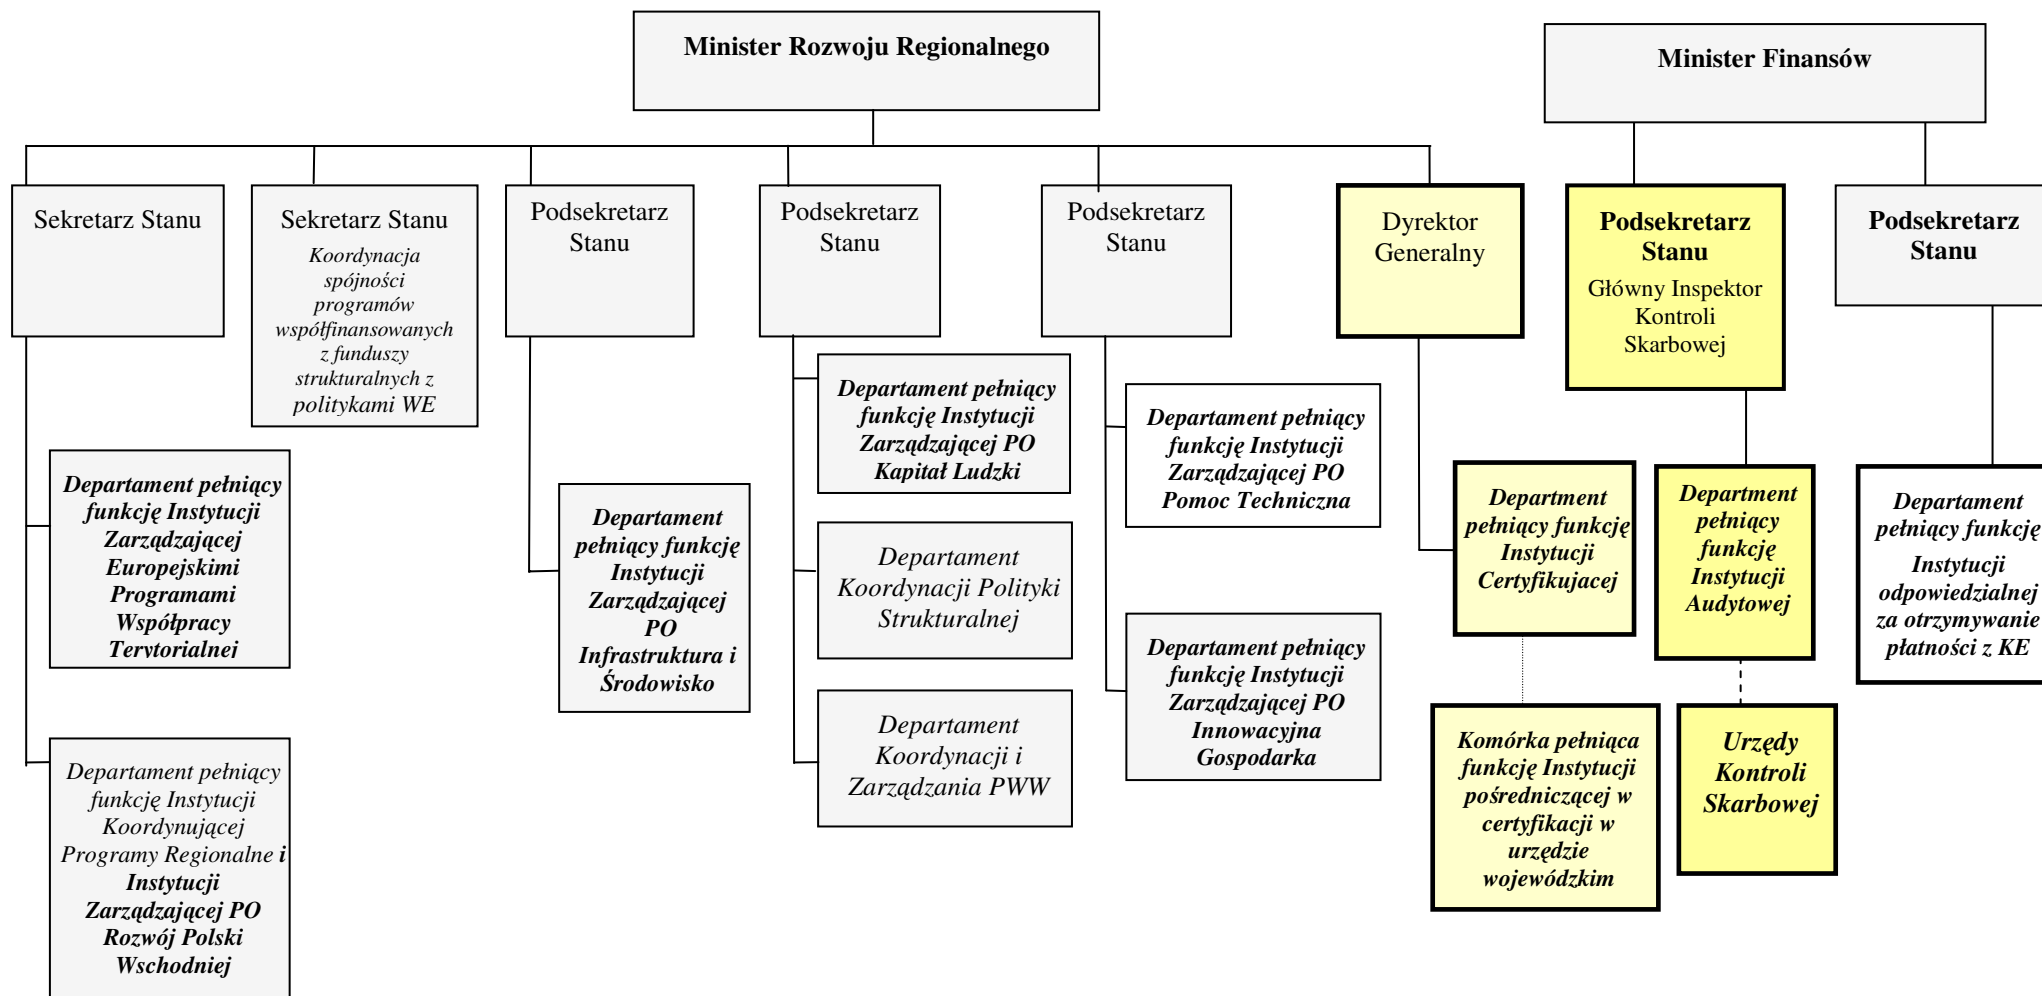 Minister Rozwoju Regionalnego
Minister Finansów
Sekretarz Stanu
Sekretarz Stanu
Koordynacja
spójności
programów
współfinansowanych
z funduszy
strukturalnych z
politykami WE
Podsekretarz
Stanu
Podsekretarz
Stanu
Podsekretarz
Stanu
Dyrektor
Generalny
Podsekretarz
Stanu
Główny Inspektor
Kontroli
Skarbowej
Podsekretarz
Stanu
Departament pełniący
funkcję Instytucji
Zarządzającej
Europejskimi
Programami
Współpracy
Terytorialnej
Departament pełniący
funkcję Instytucji
Koordynującej
Programy Regionalne i
Instytucji
Zarządzającej PO
Rozwój Polski
Wschodniej
Departament
pełniący funkcję
Instytucji
Zarządzającej
PO
Infrastruktura i
Środowisko
Departament pełniący
funkcję Instytucji
Zarządzającej PO
Kapitał Ludzki
Departament
Koordynacji Polityki
Strukturalnej
Departament
Koordynacji i
Zarządzania PWW
Departament pełniący
funkcję Instytucji
Zarządzającej PO
Pomoc Techniczna
Departament pełniący
funkcję Instytucji
Zarządzającej PO
Innowacyjna
Gospodarka
Department
pełniący funkcję
Instytucji
Certyfikujacej
Komórka pełniąca
funkcję Instytucji
pośredniczącej w
certyfikacji w
urzędzie
wojewódzkim
Department
pełniący
funkcję
Instytucji
Audytowej
Urzędy
Kontroli
Skarbowej
Departament
pełniący funkcję
Instytucji
odpowiedzialnej
za otrzymywanie
płatności z KE